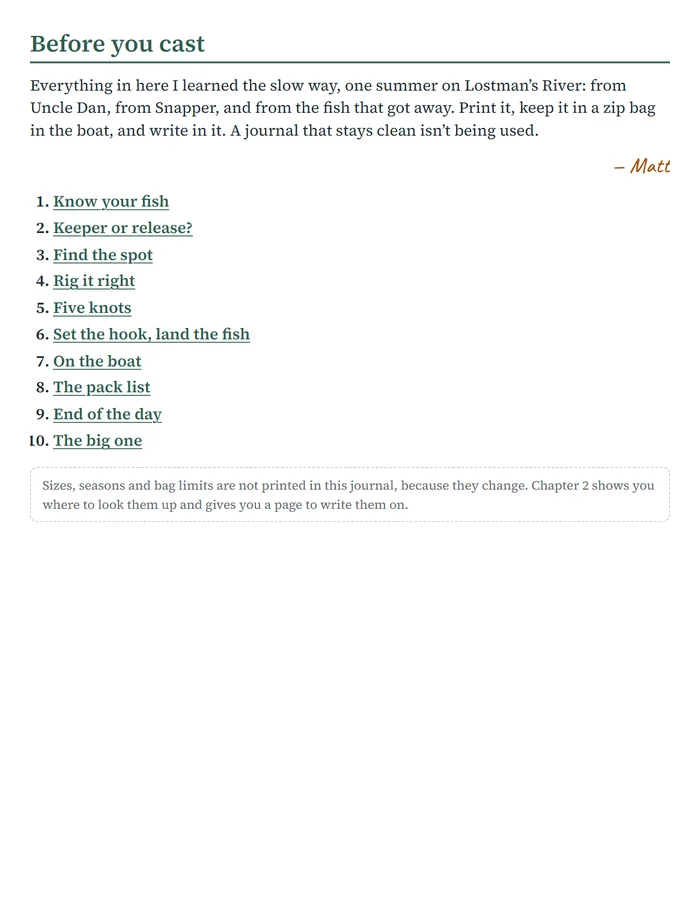 Before you cast
Everything in here I learned the slow way, one summer on Lostman’s River: from
Uncle Dan, from Snapper, and from the fish that got away. Print it, keep it in a zip bag
in the boat, and write in it. A journal that stays clean isn’t being used.
– Matt
1. Know your fish
2. Keeper or release?
3. Find the spot
4. Rig it right
5. Five knots
6. Set the hook, land the fish
7. On the boat
8. The pack list
9. End of the day
10. The big one
Sizes, seasons and bag limits are not printed in this journal, because they change. Chapter 2 shows you
where to look them up and gives you a page to write them on.